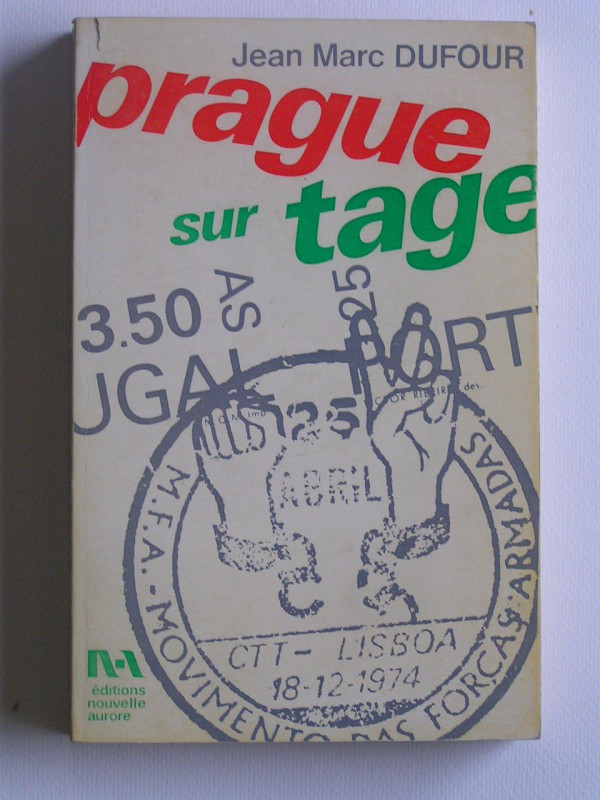 Jean Marc DUFOUR
prague
sur tage
3.50
AS
25
UGAL
PORT
25
ABRIL
M.F.A. - MOVIMENTO DAS FORÇAS ARMADAS
CTT - LISBOA
18-12-1974
éditions
nouvelle
aurore